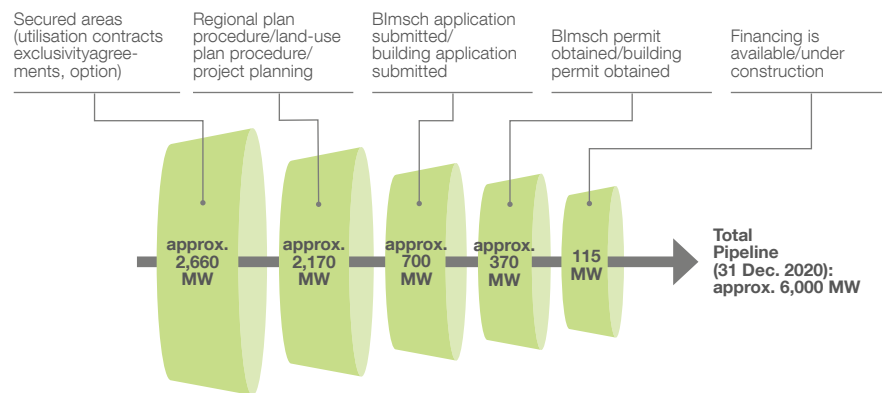 Secured areas
(utilisation contracts
exclusivityagree-
ments, option)
Regional plan
procedure/land-use
plan procedure/
project planning
BImsch application
submitted/
building application
submitted
BImsch permit
obtained/building
permit obtained
Financing is
available/under
construction
approx.
2,660
MW
approx.
2,170
MW
approx.
700
MW
approx.
370
MW
115
MW
Total
Pipeline
(31 Dec. 2020):
approx. 6,000 MW